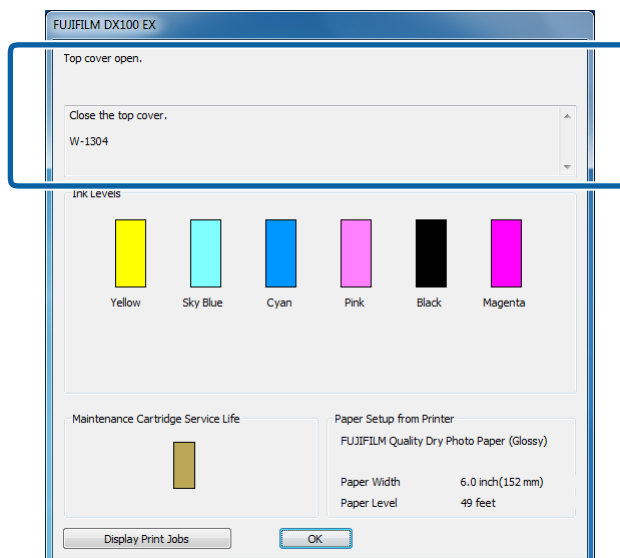 FUJIFILM DX100 EX
Top cover open.
Close the top cover.
W-1304
Ink Levels
Yellow Sky Blue Cyan Pink Black Magenta
Maintenance Cartridge Service Life
Paper Setup from Printer
FUJIFILM Quality Dry Photo Paper (Glossy)
Paper Width 6.0 inch(152 mm)
Paper Level 49 feet
Display Print Jobs OK